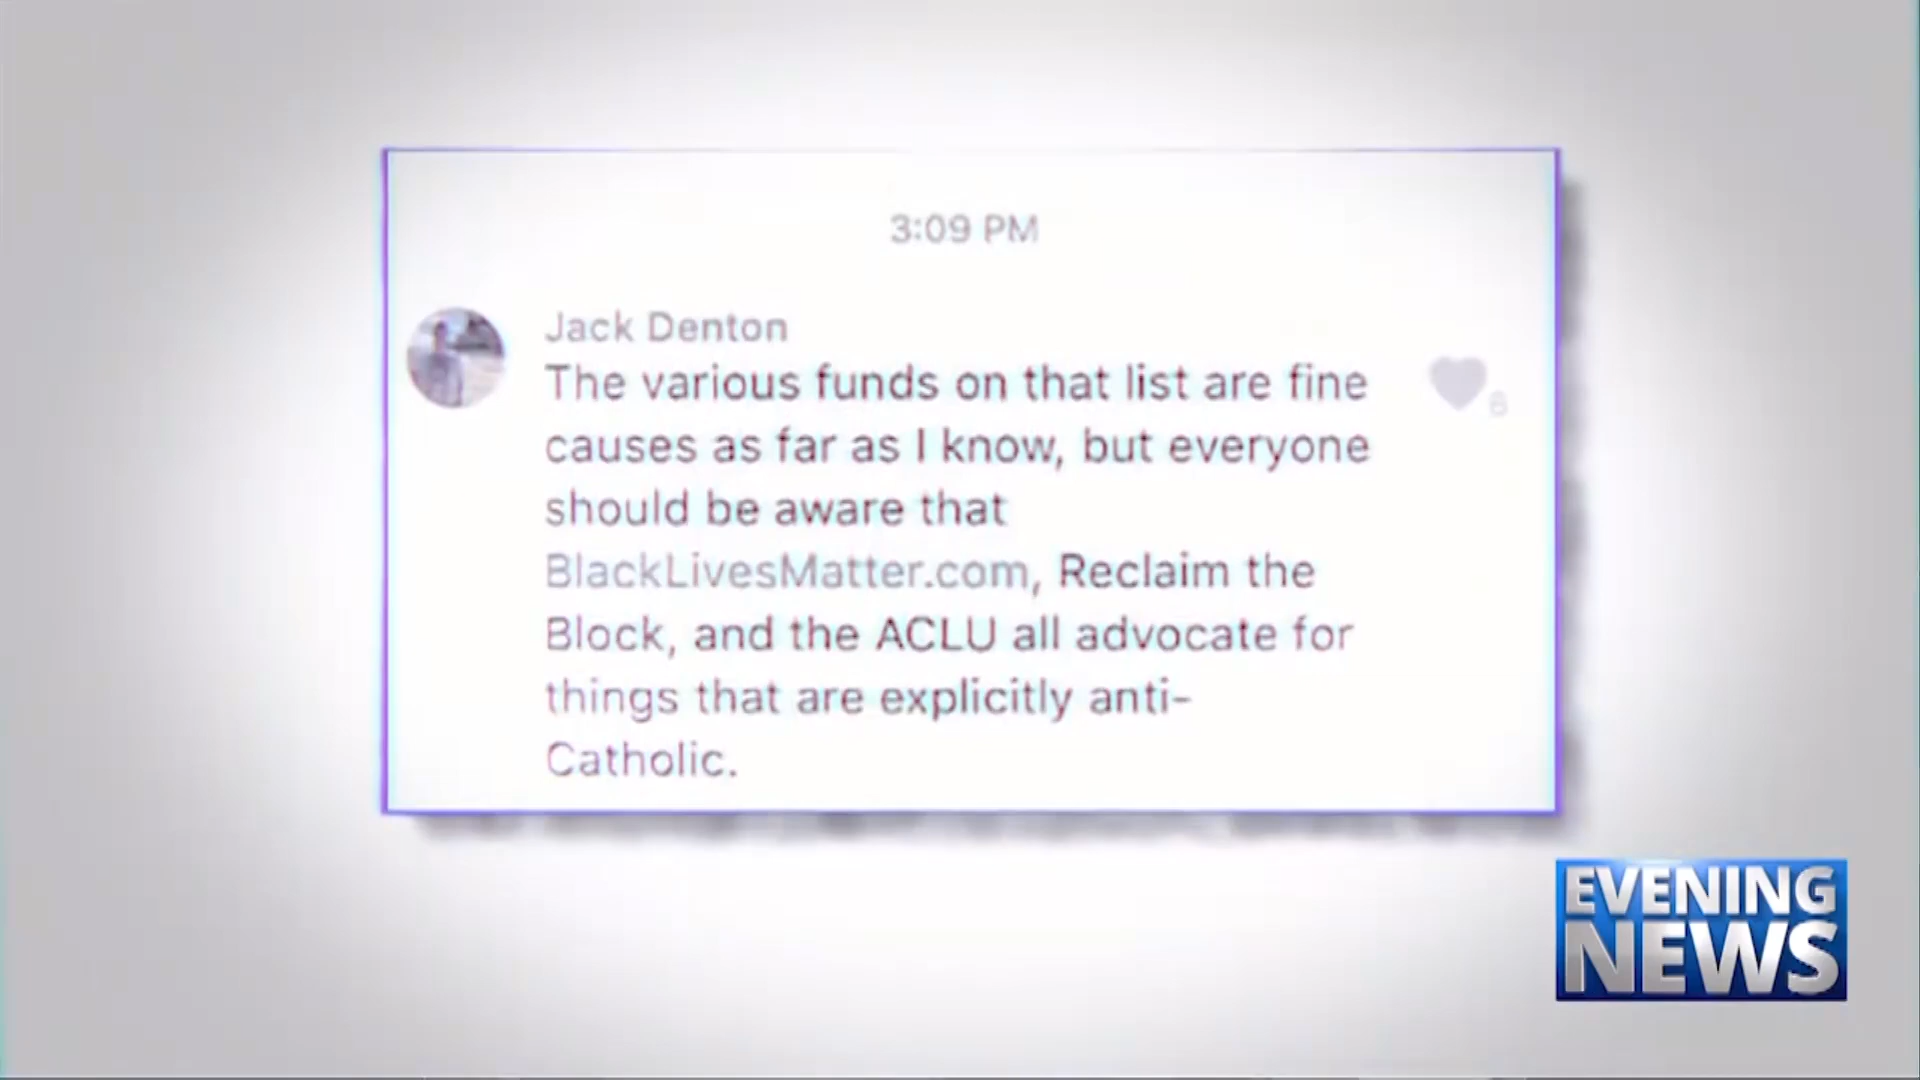 3:09 PM
Jack Denton
The various funds on that list are fine
causes as far as I know, but everyone
should be aware that
BlackLivesMatter.com, Reclaim the
Block, and the ACLU all advocate for
things that are explicitly anti-
Catholic.
EVENING
NEWS